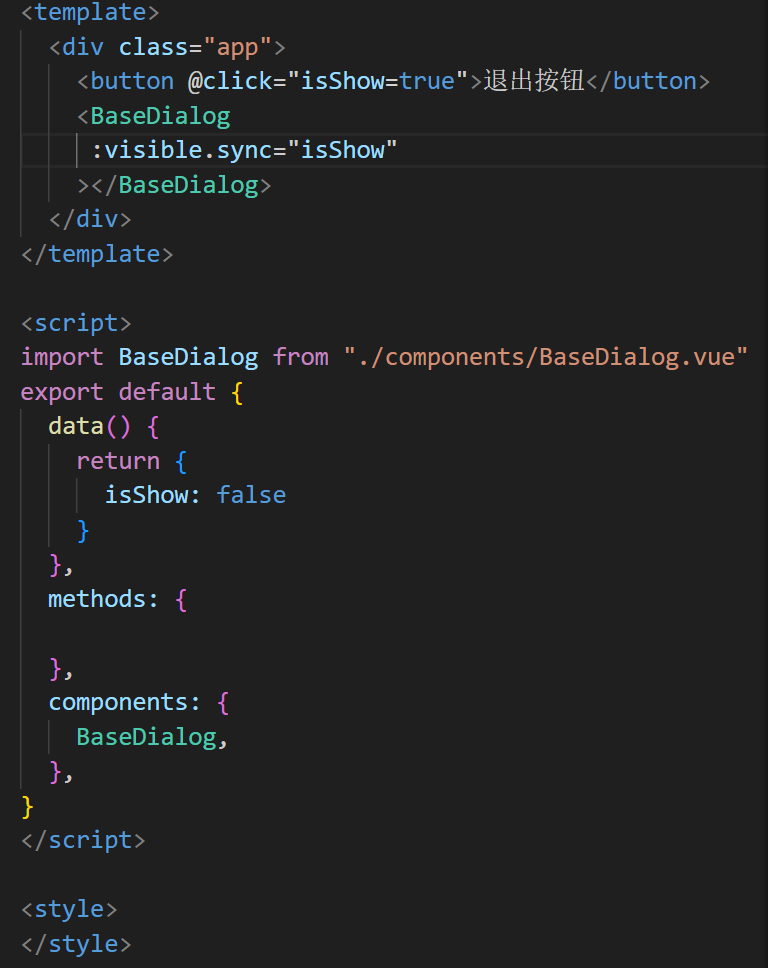 <template>
<div class="app">
<button @click="isShow=true">退出按钮</button>
<BaseDialog
:visible.sync="isShow"
></BaseDialog>
</div>
</template>
<script>
import BaseDialog from "./components/BaseDialog.vue"
export default {
data() {
return {
isShow: false
}
},
methods: {
},
components: {
BaseDialog,
},
}
</script>
<style>
</style>